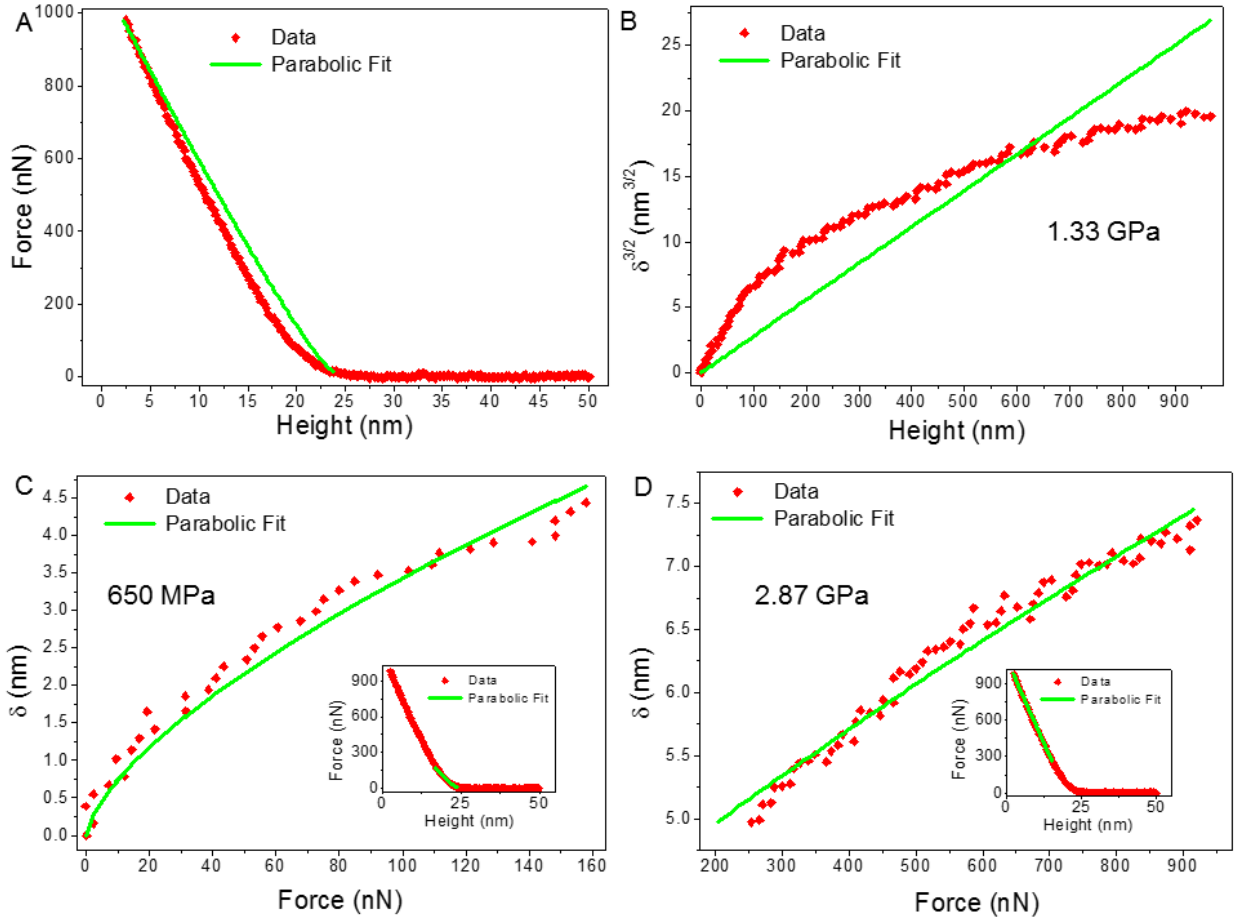 A
Data
Parabolic Fit
1000
800
600
400
200
0
Force (nN)
0 5 10 15 20 25 30 35 40 45 50
Height (nm)
B
Data
Parabolic Fit
25
20
15
10
5
0
δ^3/2 (nm^3/2)
1.33 GPa
0 100 200 300 400 500 600 700 800 900
Height (nm)
C
Data
Parabolic Fit
650 MPa
4.5
4.0
3.5
3.0
2.5
2.0
1.5
1.0
0.5
0.0
δ (nm)
0 20 40 60 80 100 120 140 160
Force (nN)
Data
Parabolic Fit
900
600
300
0
Force (nN)
0 25 50
Height (nm)
D
Data
Parabolic Fit
2.87 GPa
7.5
7.0
6.5
6.0
5.5
5.0
δ (nm)
200 300 400 500 600 700 800 900
Force (nN)
Data
Parabolic Fit
900
600
300
0
Force (nN)
0 25 50
Height (nm)